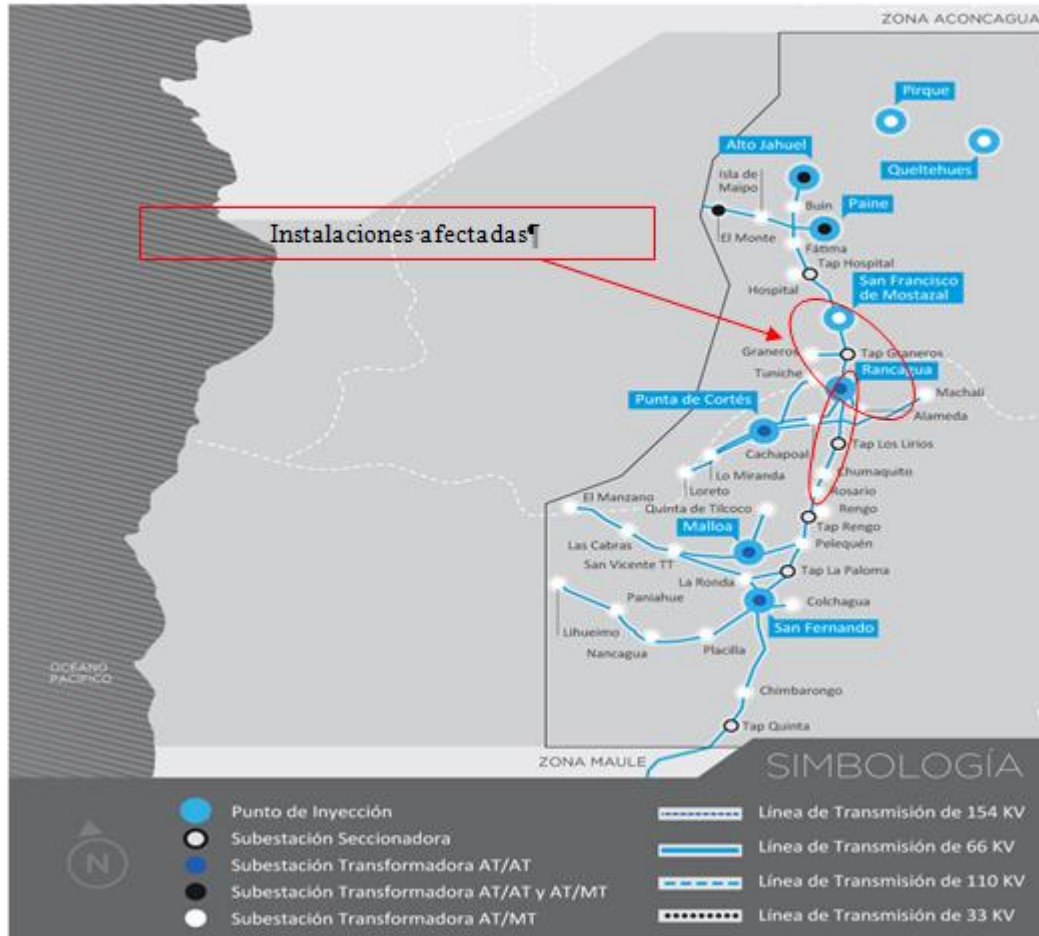 ZONA ACONCAGUA
Pirque
Alto Jahuel
Queltehues
Isla de
Maipo
Buin
Paine
Instalaciones·afectadas¶
El Monte
Fátima
Tap Hospital
Hospital
San Francisco
de Mostazal
Graneros
Tap Graneros
Tuniche
Rancagua
Machalí
Punta de Cortés
Alameda
Cachapoal
Tap Los Lirios
Lo Miranda
Chumaquito
Loreto
Rosario
El Manzano
Quinta de Tilcoco
Rengo
Malloa
Tap Rengo
Las Cabras
Pelequén
San Vicente TT
La Ronda
Tap La Paloma
Paniahue
Colchagua
Lihueimo
San Fernando
Nancagua
Placilla
OCÉANO
PACÍFICO
Chimbarongo
Tap Quinta
ZONA MAULE
SIMBOLOGÍA
N
Punto de Inyección
Subestación Seccionadora
Subestación Transformadora AT/AT
Subestación Transformadora AT/AT y AT/MT
Subestación Transformadora AT/MT
Línea de Transmisión de 154 KV
Línea de Transmisión de 66 KV
Línea de Transmisión de 110 KV
Línea de Transmisión de 33 KV